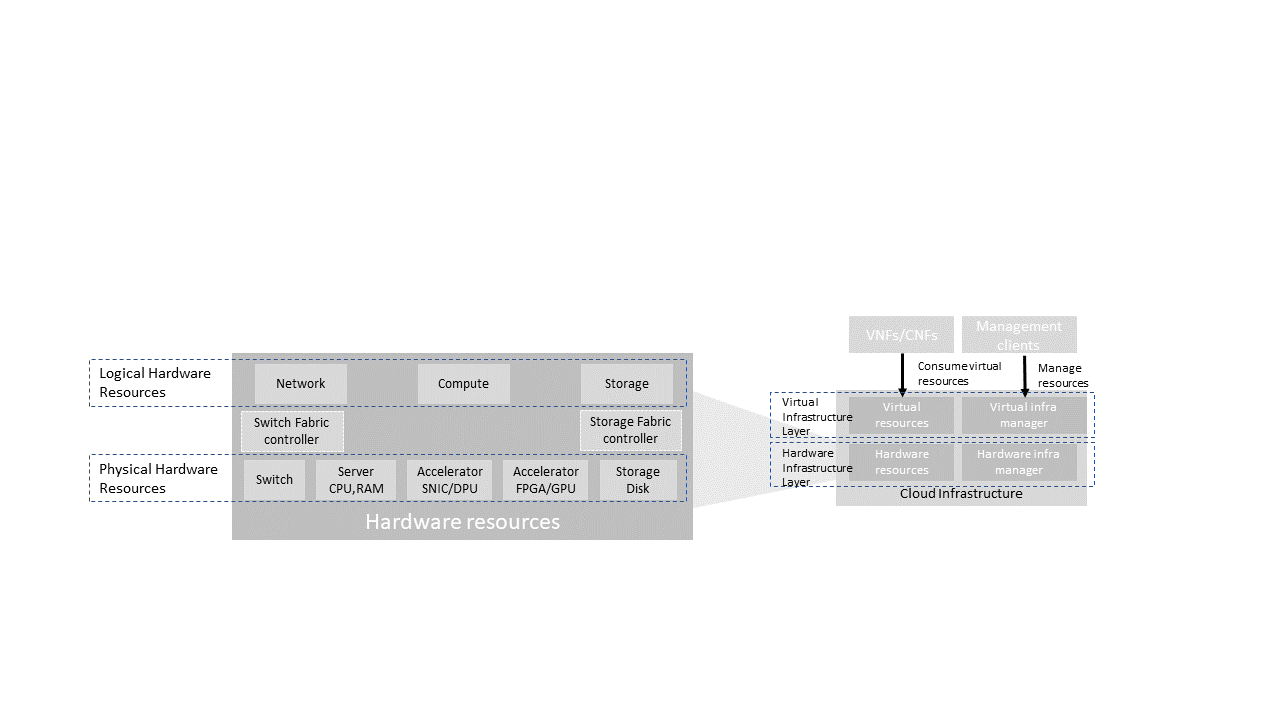 Logical Hardware
Resources
Network
Compute
Storage
Switch Fabric
controller
Storage Fabric
controller
Physical Hardware
Resources
Switch
Server
CPU,RAM
Accelerator
SNIC/DPU
Accelerator
FPGA/GPU
Storage
Disk
Hardware resources
VNFs/CNFs
Management
clients
Consume virtual
resources
Manage
resources
Virtual
Infrastructure
Layer
Virtual
resources
Virtual infra
manager
Hardware
Infrastructure
Layer
Hardware
resources
Hardware infra
manager
Cloud Infrastructure